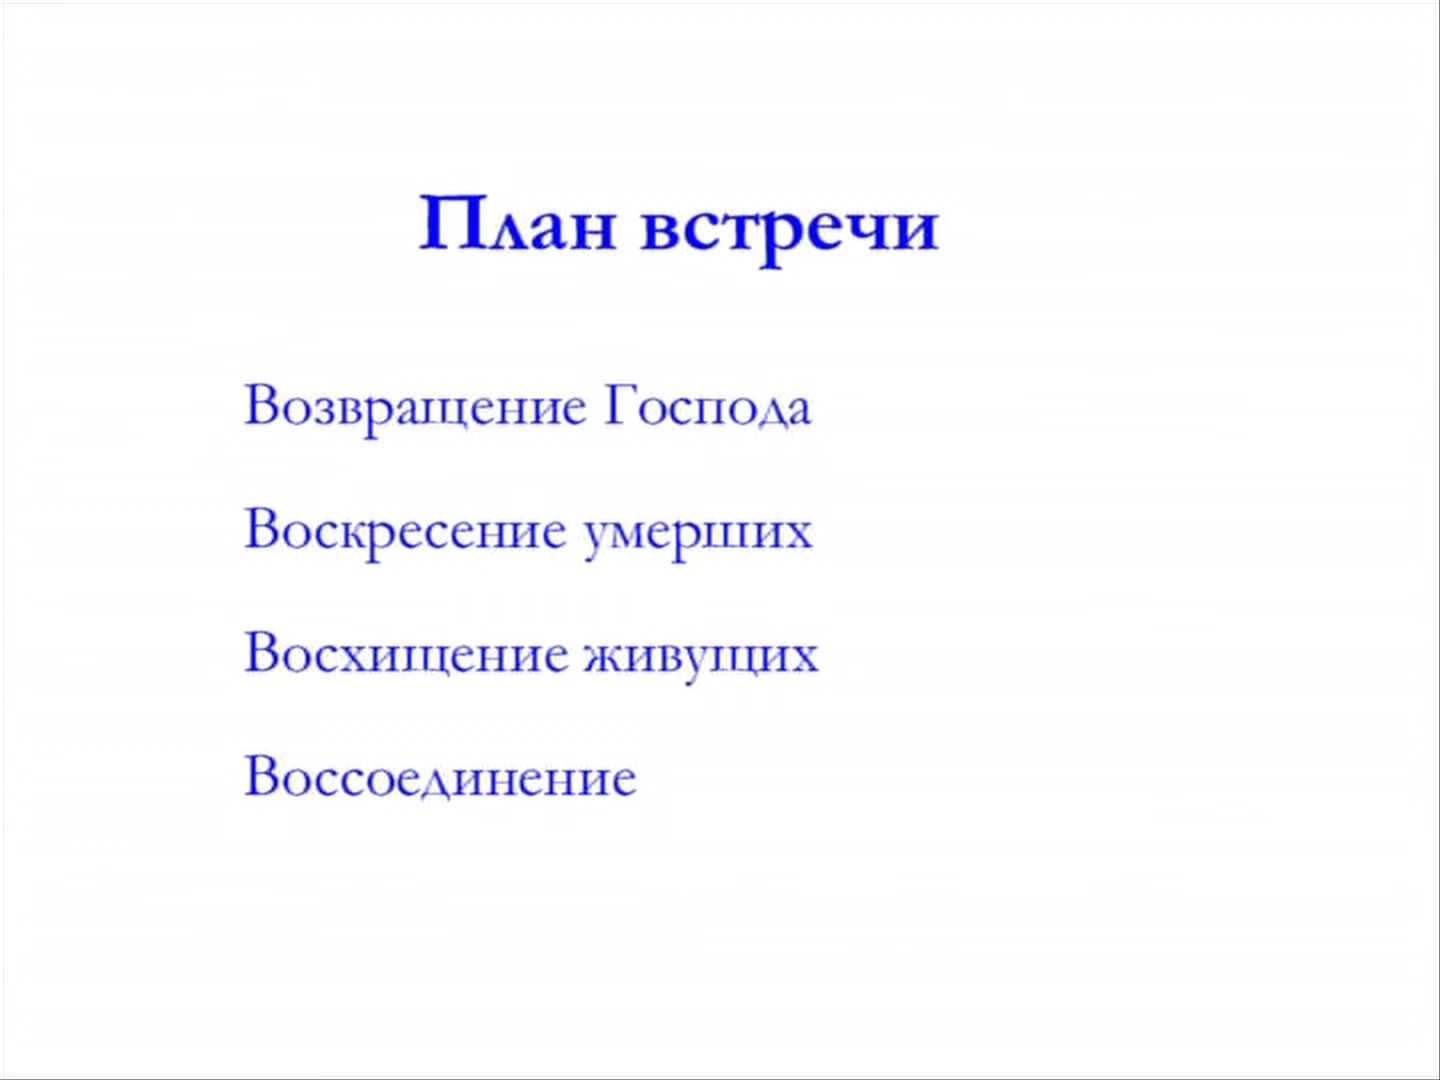 План встречи
Возвращение Господа
Воскресение умерших
Восхищение живущих
Воссоединение